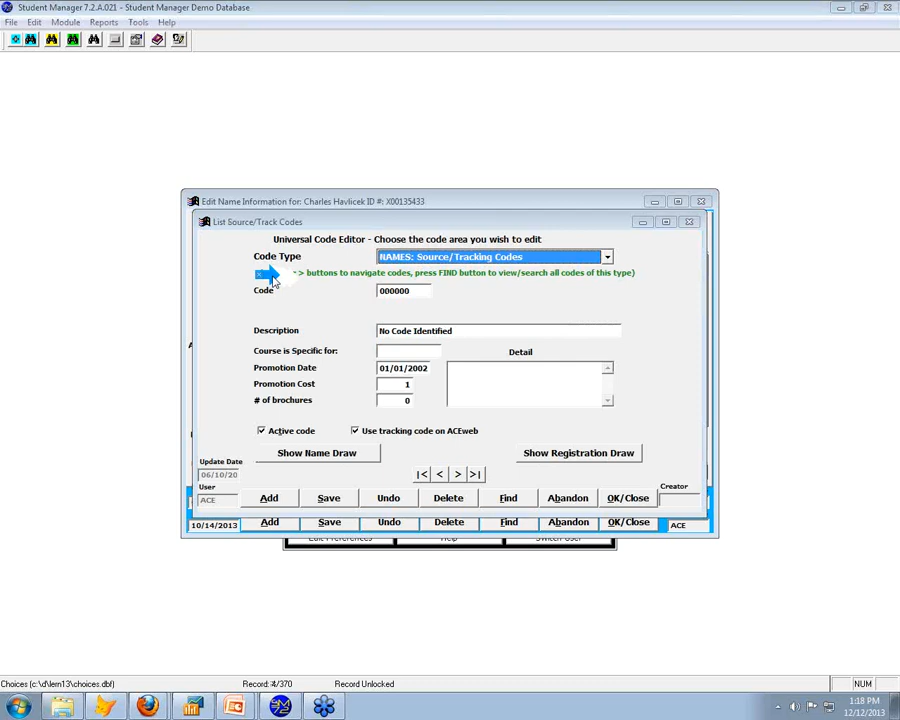 Student Manager 7.2.A.021 - Student Manager Demo Database
File Edit Module Reports Tools Help
Edit Name Information for: Charles Havlicek ID #: X00135433
List Source/Track Codes
Universal Code Editor - Choose the code area you wish to edit
Code Type NAMES: Source/Tracking Codes
> buttons to navigate codes, press FIND button to view/search all codes of this type)
Code 000000
Description No Code Identified
Course is Specific for: Detail
Promotion Date 01/01/2002
Promotion Cost 1
# of brochures 0
Active code Use tracking code on ACEweb
Show Name Draw Show Registration Draw
Update Date
06/10/20 |< < > >|
User Creator
ACE Add Save Undo Delete Find Abandon OK/Close
10/14/2013 Add Save Undo Delete Find Abandon OK/Close ACE
Edit Preferences Help Switch User
Choices (c:\d\lern13\choices.dbf) Record: 4/370 Record Unlocked NUM
1:18 PM
12/12/2013